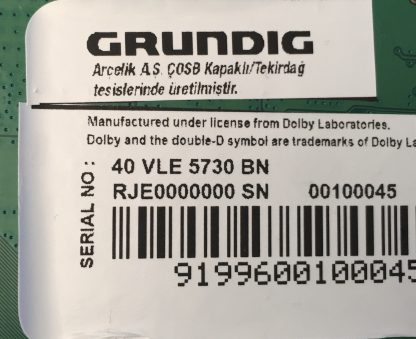 GRUNDIG
Arçelik A.Ş. ÇOSB Kapaklı/Tekirdağ
tesislerinde üretilmiştir.
Manufactured under license from Dolby Laboratories.
Dolby and the double-D symbol are trademarks of Dolby La
SERIAL NO :
40 VLE 5730 BN
RJE0000000 SN 00100045
9199600100045